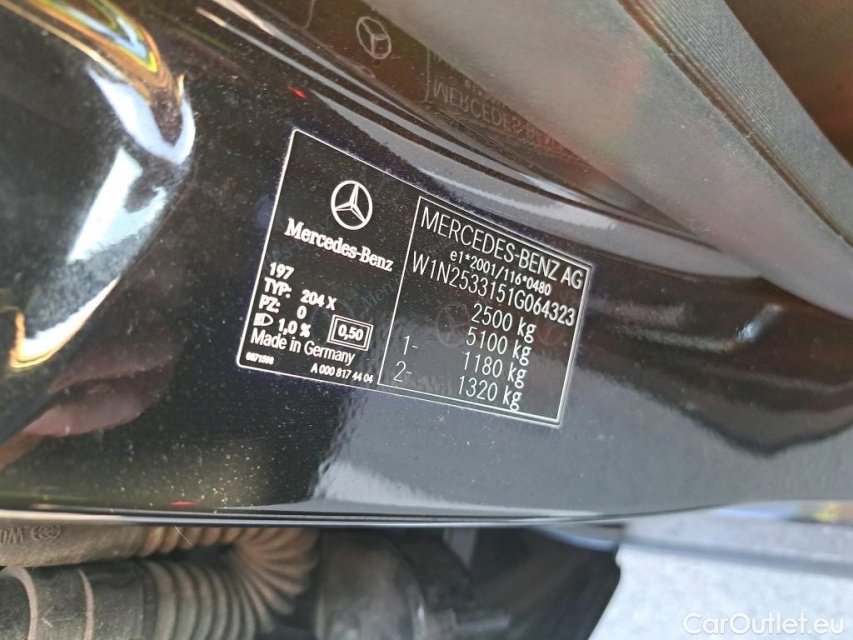 Mercedes-Benz
197
TYP: 204 X
PZ: 0
1,0% 0,50
Made in Germany
A 000 817 44 04
MERCEDES-BENZ AG
e1*2001/116*0480
W1N2533151G064323
2500 kg
5100 kg
1- 1180 kg
2- 1320 kg
MERCEDES-BEN
CarOutlet.eu